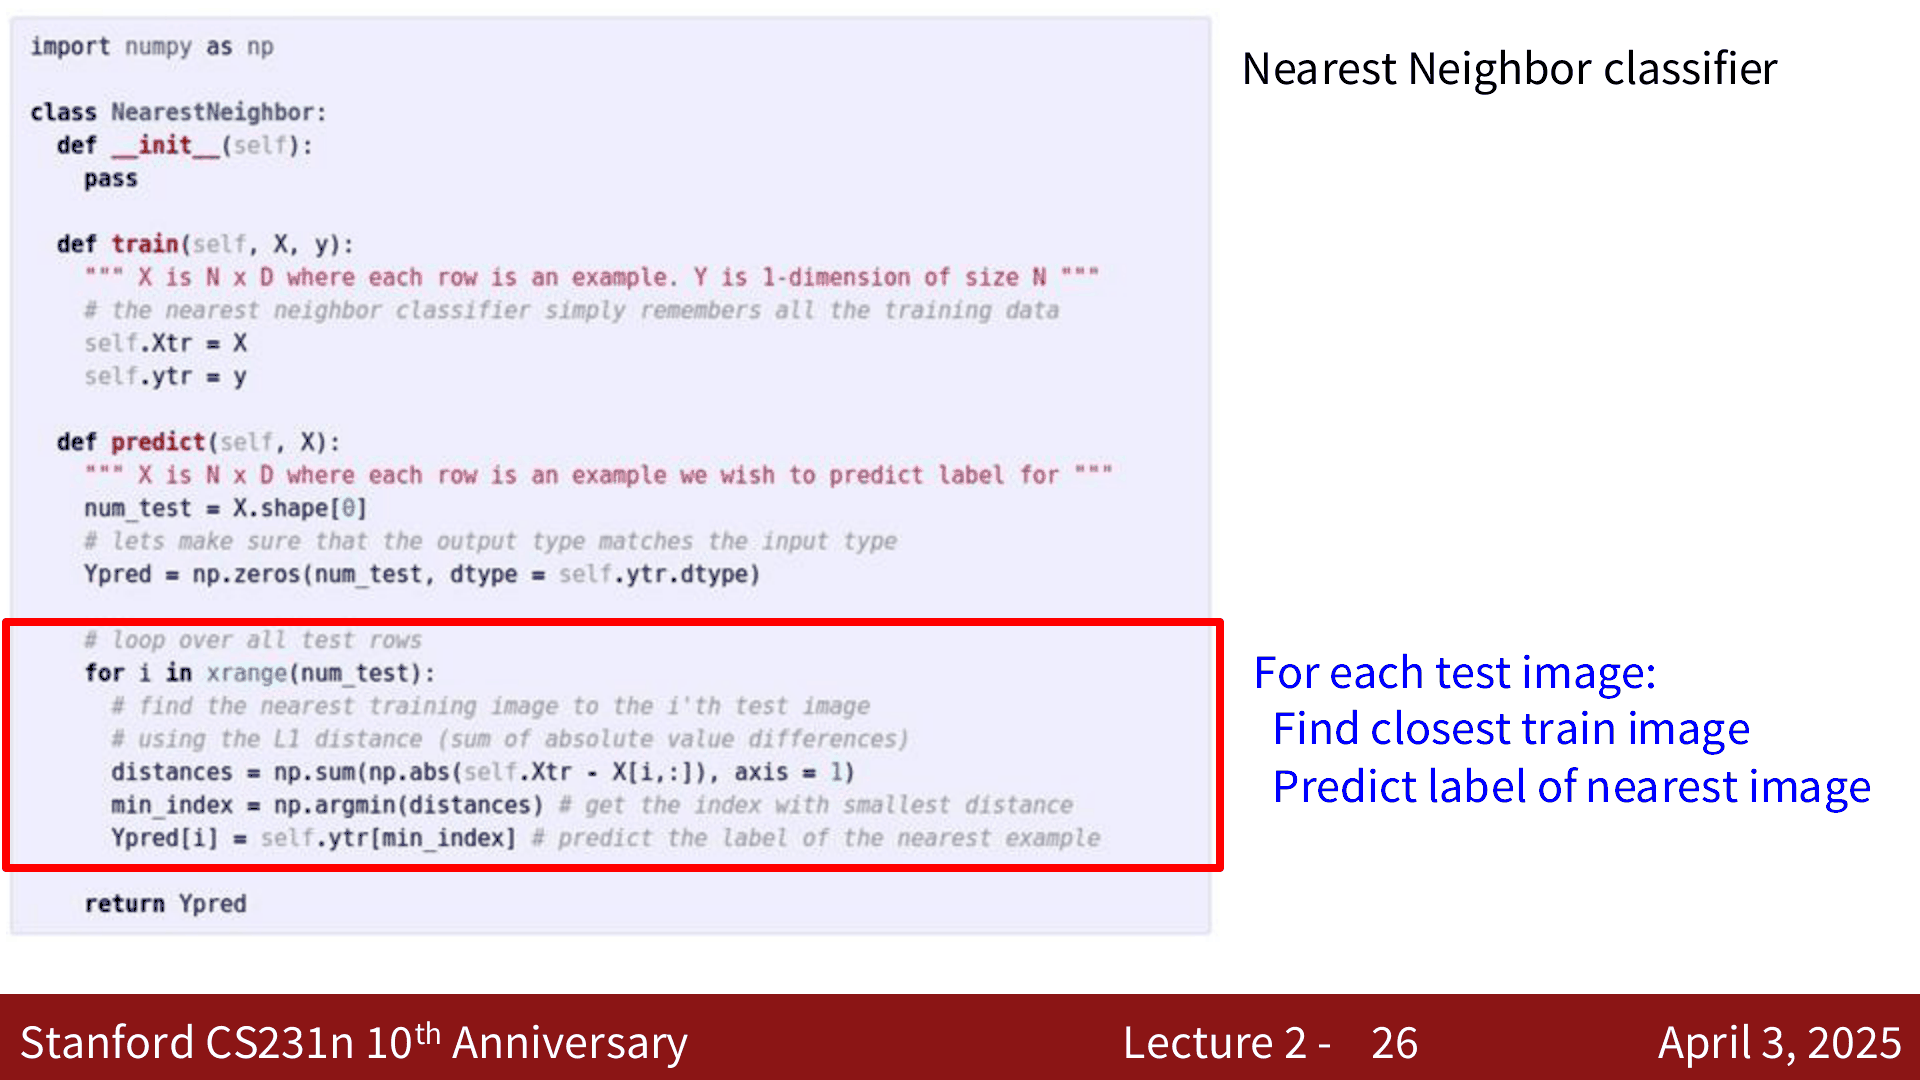 import numpy as np

class NearestNeighbor:
  def __init__(self):
    pass

  def train(self, X, y):
    """ X is N x D where each row is an example. Y is 1-dimension of size N """
    # the nearest neighbor classifier simply remembers all the training data
    self.Xtr = X
    self.ytr = y

  def predict(self, X):
    """ X is N x D where each row is an example we wish to predict label for """
    num_test = X.shape[0]
    # lets make sure that the output type matches the input type
    Ypred = np.zeros(num_test, dtype = self.ytr.dtype)

    # loop over all test rows
    for i in xrange(num_test):
      # find the nearest training image to the i'th test image
      # using the L1 distance (sum of absolute value differences)
      distances = np.sum(np.abs(self.Xtr - X[i,:]), axis = 1)
      min_index = np.argmin(distances) # get the index with smallest distance
      Ypred[i] = self.ytr[min_index] # predict the label of the nearest example

    return Ypred
Nearest Neighbor classifier
For each test image:
Find closest train image
Predict label of nearest image
Stanford CS231n 10th Anniversary
Lecture 2 - 26
April 3, 2025